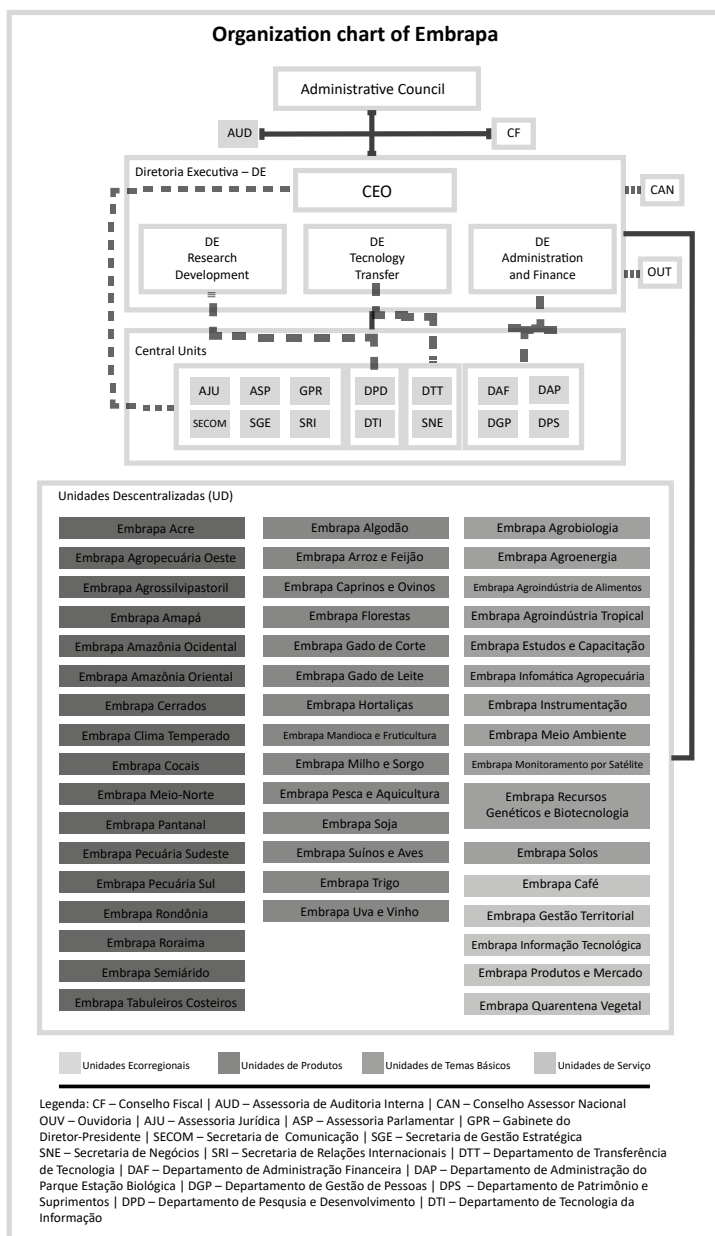 Organization chart of Embrapa
Administrative Council
AUD
CF
Diretoria Executiva – DE
CEO
CAN
DE
Research
Development
DE
Tecnology
Transfer
DE
Administration
and Finance
OUT
Central Units
AJU
ASP
GPR
DPD
DTT
DAF
DAP
SECOM
SGE
SRI
DTI
SNE
DGP
DPS
Unidades Descentralizadas (UD)
Embrapa Acre
Embrapa Agropecuária Oeste
Embrapa Agrossilvipastoril
Embrapa Amapá
Embrapa Amazônia Ocidental
Embrapa Amazônia Oriental
Embrapa Cerrados
Embrapa Clima Temperado
Embrapa Cocais
Embrapa Meio-Norte
Embrapa Pantanal
Embrapa Pecuária Sudeste
Embrapa Pecuária Sul
Embrapa Rondônia
Embrapa Roraima
Embrapa Semiárido
Embrapa Tabuleiros Costeiros
Embrapa Algodão
Embrapa Arroz e Feijão
Embrapa Caprinos e Ovinos
Embrapa Florestas
Embrapa Gado de Corte
Embrapa Gado de Leite
Embrapa Hortaliças
Embrapa Mandioca e Fruticultura
Embrapa Milho e Sorgo
Embrapa Pesca e Aquicultura
Embrapa Soja
Embrapa Suínos e Aves
Embrapa Trigo
Embrapa Uva e Vinho
Embrapa Agrobiologia
Embrapa Agroenergia
Embrapa Agroindústria de Alimentos
Embrapa Agroindústria Tropical
Embrapa Estudos e Capacitação
Embrapa Infomática Agropecuária
Embrapa Instrumentação
Embrapa Meio Ambiente
Embrapa Monitoramento por Satélite
Embrapa Recursos
Genéticos e Biotecnologia
Embrapa Solos
Embrapa Café
Embrapa Gestão Territorial
Embrapa Informação Tecnológica
Embrapa Produtos e Mercado
Embrapa Quarentena Vegetal
Unidades Ecorregionais
Unidades de Produtos
Unidades de Temas Básicos
Unidades de Serviço
Legenda: CF – Conselho Fiscal | AUD – Assessoria de Auditoria Interna | CAN – Conselho Assessor Nacional
OUV – Ouvidoria | AJU – Assessoria Jurídica | ASP – Assessoria Parlamentar | GPR – Gabinete do
Diretor-Presidente | SECOM – Secretaria de Comunicação | SGE – Secretaria de Gestão Estratégica
SNE – Secretaria de Negócios | SRI – Secretaria de Relações Internacionais | DTT – Departamento de Transferência
de Tecnologia | DAF – Departamento de Administração Financeira | DAP – Departamento de Administração do
Parque Estação Biológica | DGP – Departamento de Gestão de Pessoas | DPS – Departamento de Patrimônio e
Suprimentos | DPD – Departamento de Pesqusia e Desenvolvimento | DTI – Departamento de Tecnologia da
Informação